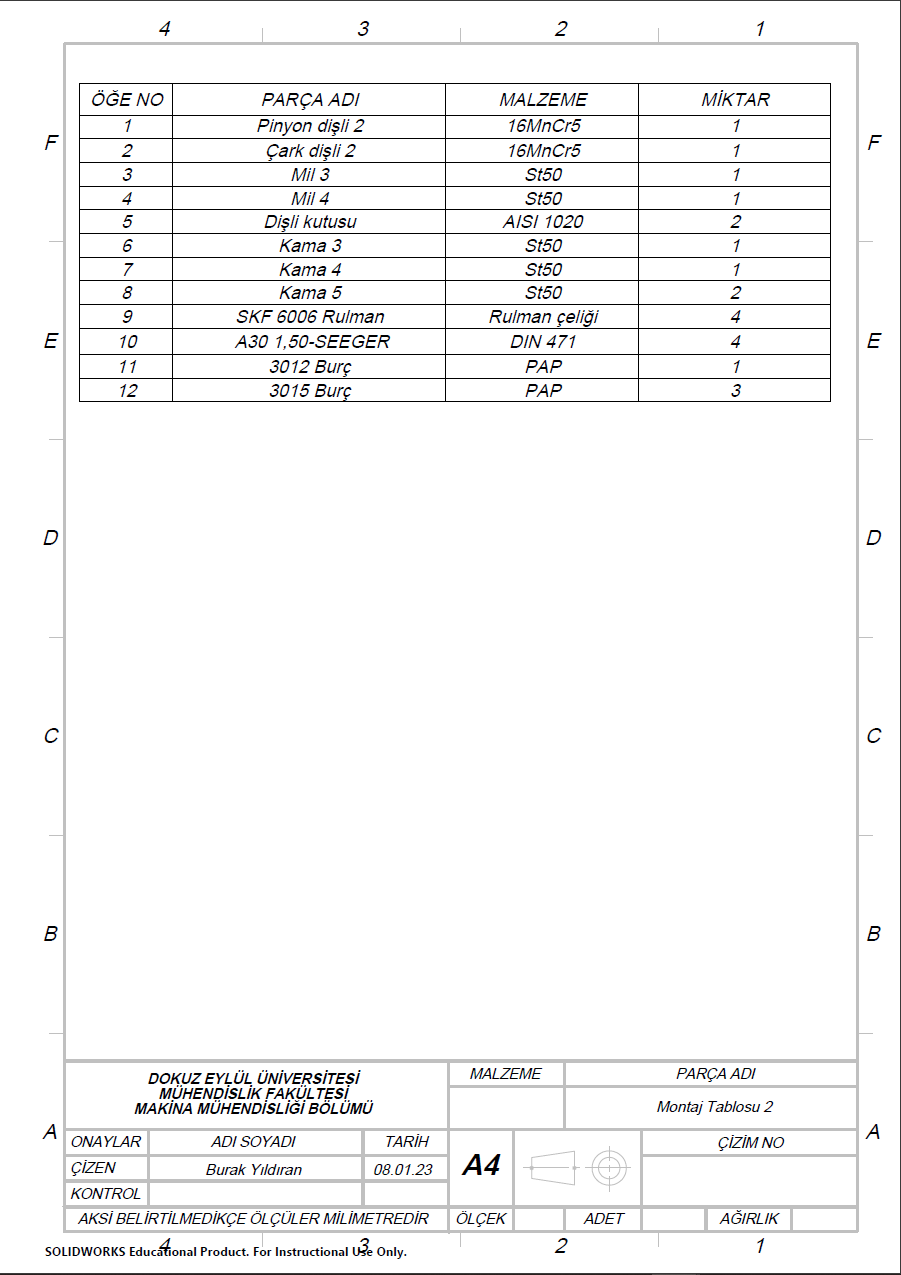 4 3 2 1
ÖĞE NO PARÇA ADI MALZEME MİKTAR
1 Pinyon dişli 2 16MnCr5 1
F F
2 Çark dişli 2 16MnCr5 1
3 Mil 3 St50 1
4 Mil 4 St50 1
5 Dişli kutusu AISI 1020 2
6 Kama 3 St50 1
7 Kama 4 St50 1
8 Kama 5 St50 2
9 SKF 6006 Rulman Rulman çeliği 4
E 10 A30 1,50-SEEGER DIN 471 4 E
11 3012 Burç PAP 1
12 3015 Burç PAP 3
D D
C C
B B
DOKUZ EYLÜL ÜNİVERSİTESİ
MÜHENDİSLİK FAKÜLTESİ
MAKİNA MÜHENDİSLİĞİ BÖLÜMÜ
MALZEME PARÇA ADI
Montaj Tablosu 2
A A
ONAYLAR ADI SOYADI TARİH
ÇİZEN Burak Yıldıran 08.01.23
KONTROL
A4
ÇİZİM NO
AKSİ BELİRTİLMEDİKÇE ÖLÇÜLER MİLİMETREDİR ÖLÇEK ADET AĞIRLIK
4 3 2 1
SOLIDWORKS Educational Product. For Instructional Use Only.